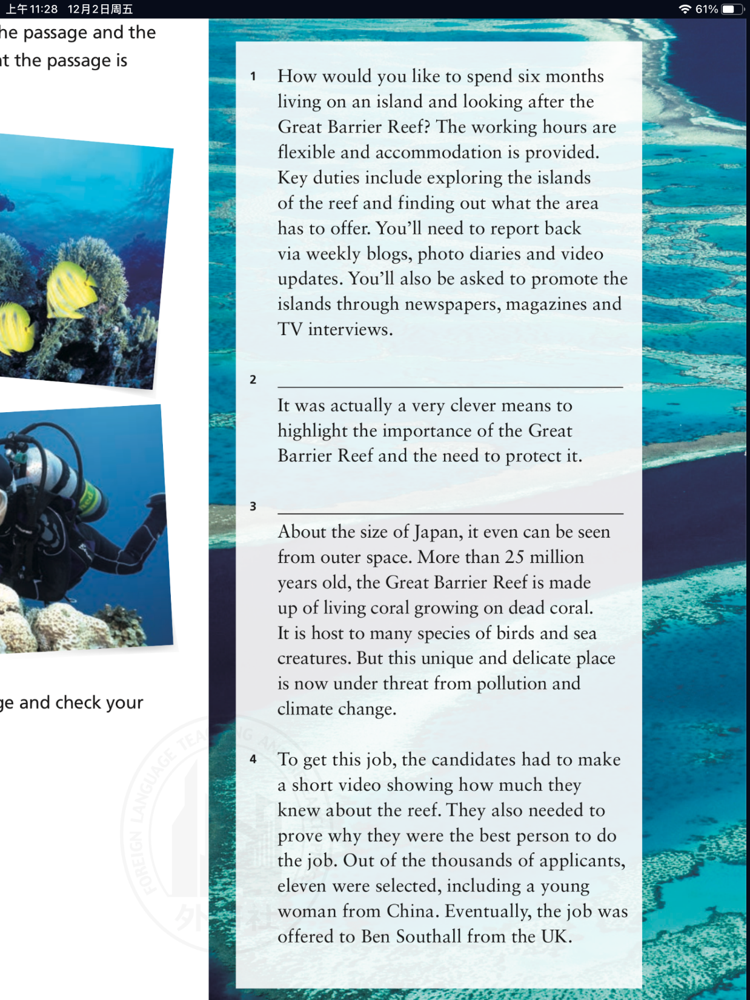 上午11:28 12月2日周五
61%
he passage and the
at the passage is
1 How would you like to spend six months
living on an island and looking after the
Great Barrier Reef? The working hours are
flexible and accommodation is provided.
Key duties include exploring the islands
of the reef and finding out what the area
has to offer. You’ll need to report back
via weekly blogs, photo diaries and video
updates. You’ll also be asked to promote the
islands through newspapers, magazines and
TV interviews.
2
It was actually a very clever means to
highlight the importance of the Great
Barrier Reef and the need to protect it.
3
About the size of Japan, it even can be seen
from outer space. More than 25 million
years old, the Great Barrier Reef is made
up of living coral growing on dead coral.
It is host to many species of birds and sea
creatures. But this unique and delicate place
is now under threat from pollution and
climate change.
ge and check your
4 To get this job, the candidates had to make
a short video showing how much they
knew about the reef. They also needed to
prove why they were the best person to do
the job. Out of the thousands of applicants,
eleven were selected, including a young
woman from China. Eventually, the job was
offered to Ben Southall from the UK.
FOREIGN LANGUAGE TEACHING AN